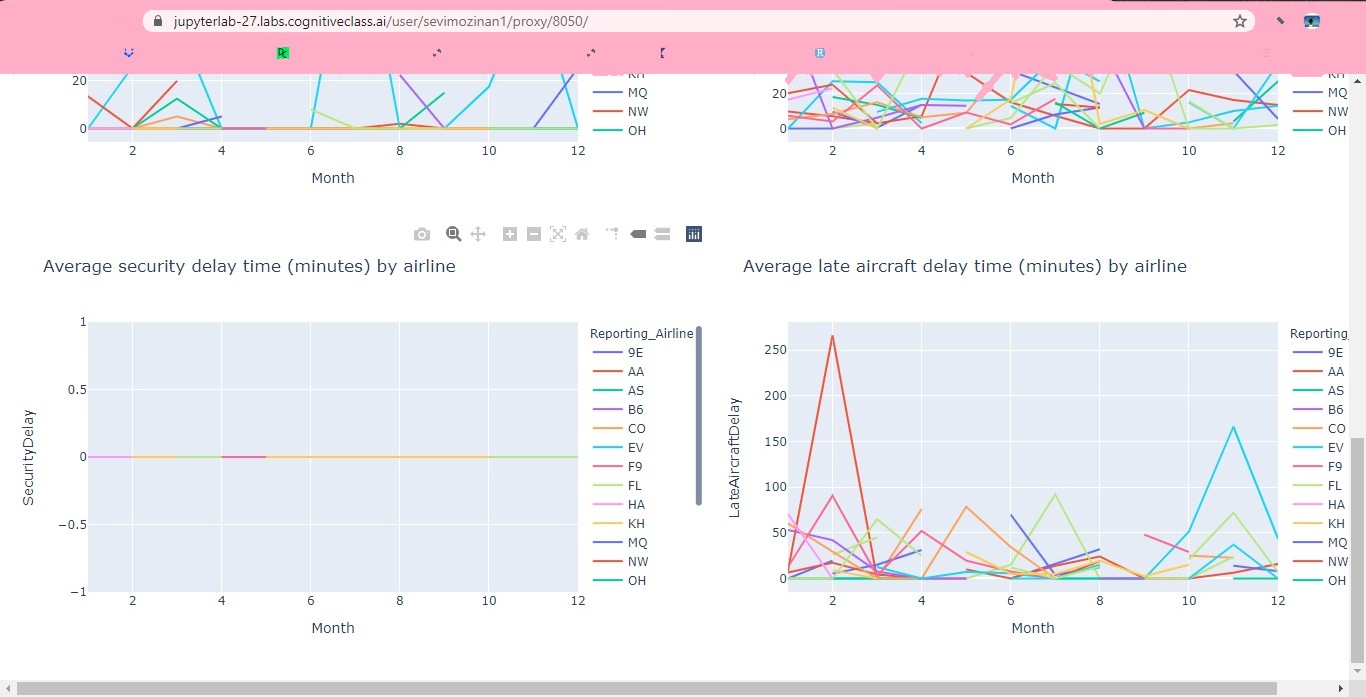 jupyterlab-27.labs.cognitiveclass.ai/user/sevimozinan1/proxy/8050/
20
0
2 4 6 8 10 12
Month
KH
MQ
NW
OH
20
0
2 4 6 8 10 12
Month
KH
MQ
NW
OH
Average security delay time (minutes) by airline
SecurityDelay
1
0.5
0
−0.5
−1
2 4 6 8 10 12
Month
Reporting_Airline
9E
AA
AS
B6
CO
EV
F9
FL
HA
KH
MQ
NW
OH
Average late aircraft delay time (minutes) by airline
LateAircraftDelay
250
200
150
100
50
0
2 4 6 8 10 12
Month
Reporting_
9E
AA
AS
B6
CO
EV
F9
FL
HA
KH
MQ
NW
OH